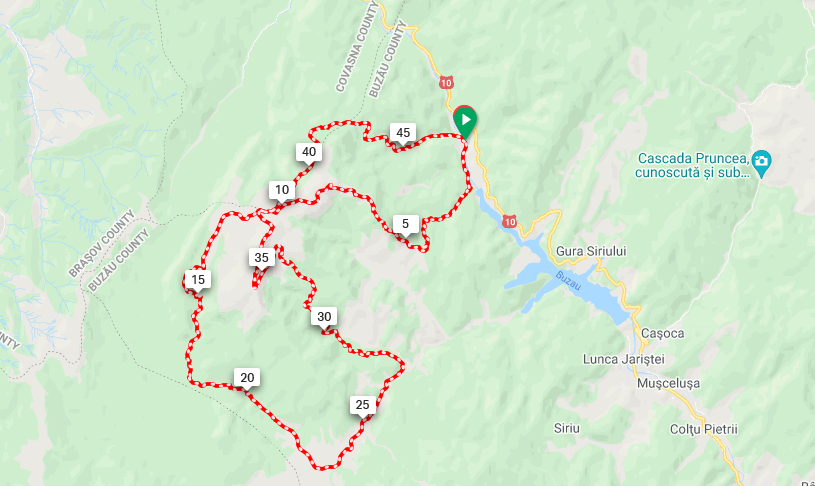 COVASNA COUNTY
BUZĂU COUNTY
10
45
40
Cascada Pruncea,
cunoscută și sub...
10
5
10
Gura Siriului
BRAȘOV COUNTY
BUZĂU COUNTY
35
15
Buzau
30
Cașoca
Lunca Jariștei
20
Mușcelușa
25
Siriu
Colțu Pietrii